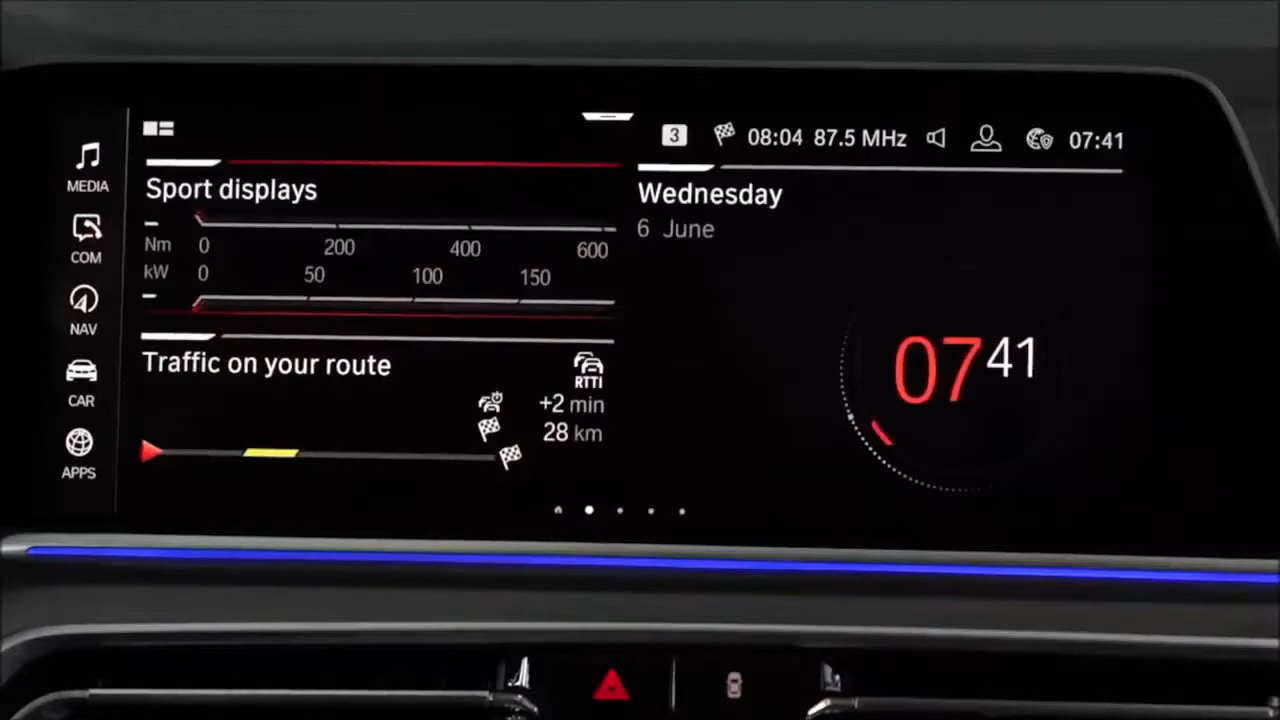 3 08:04 87.5 MHz 07:41
MEDIA
COM
NAV
CAR
APPS
Sport displays
Nm 0 200 400 600
kW 0 50 100 150
Traffic on your route
RTTI
+2 min
28 km
Wednesday
6 June
07 41